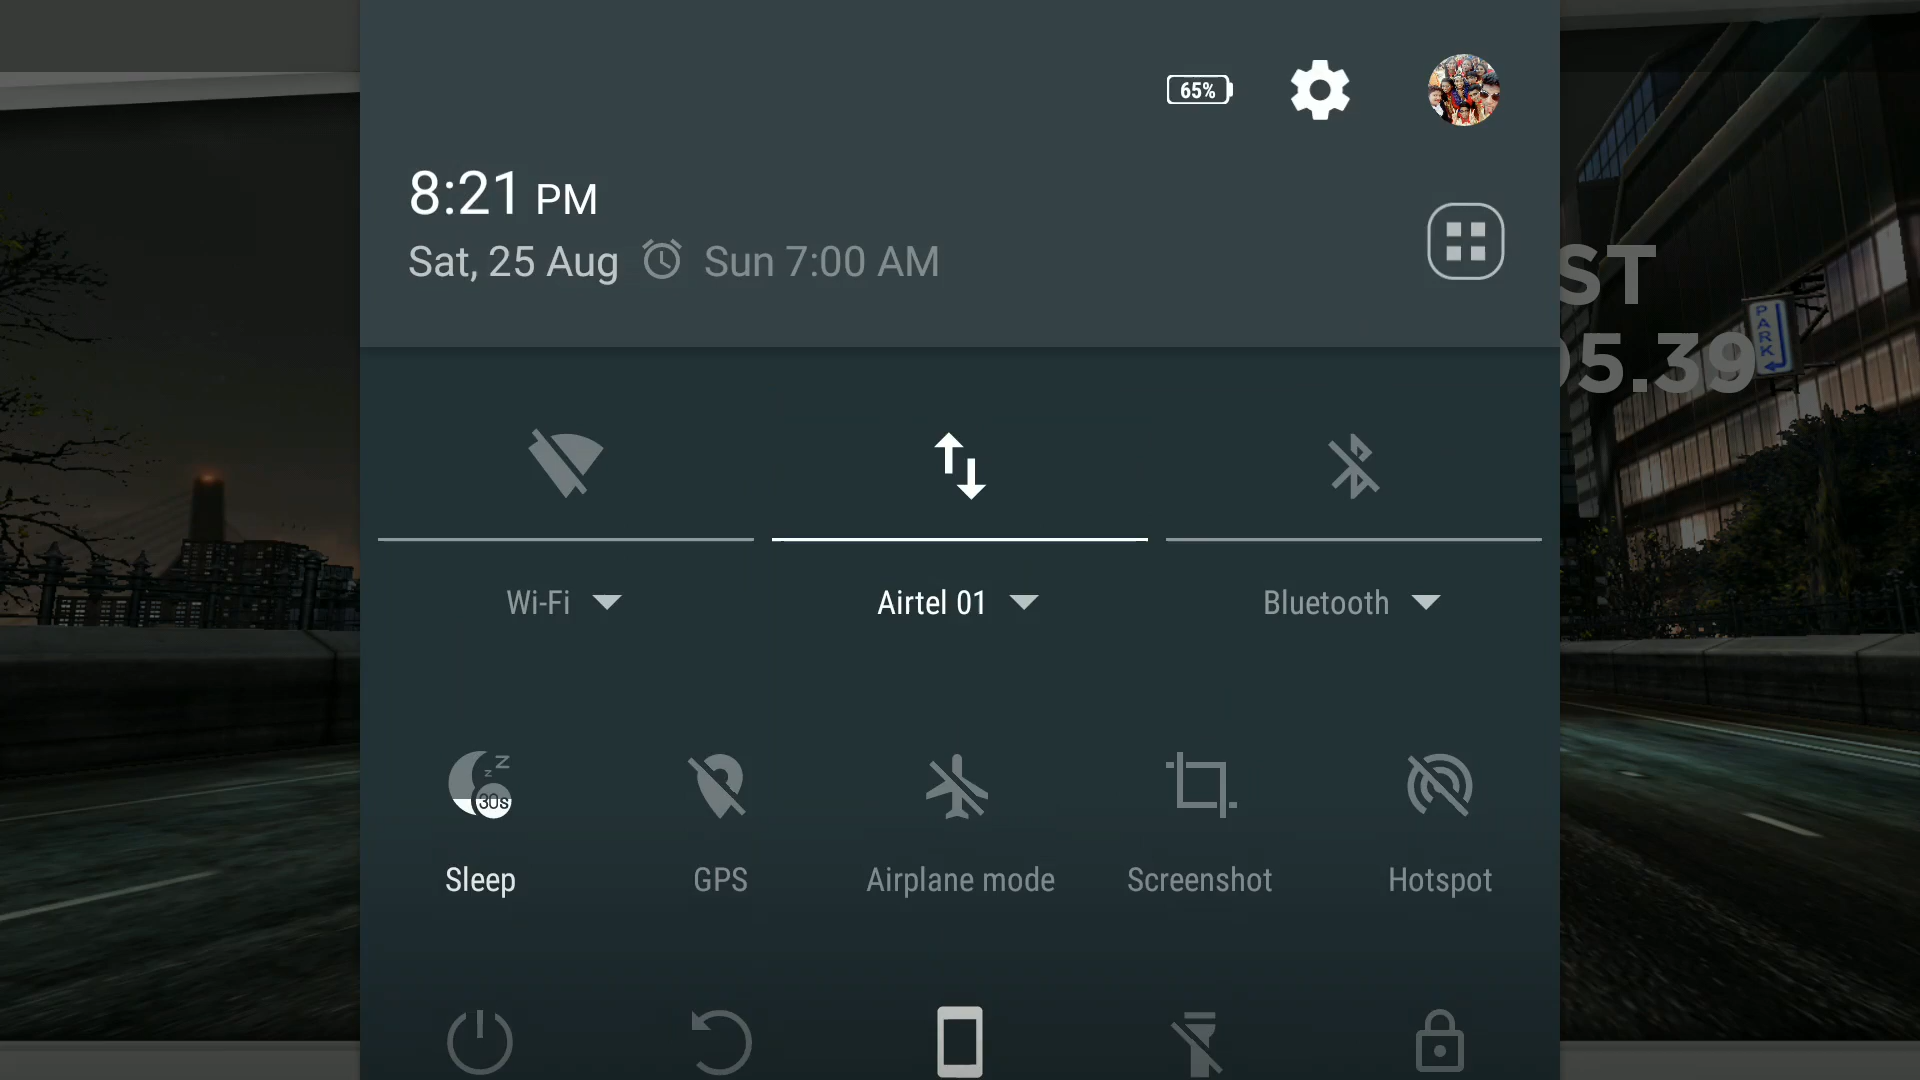 65%
8:21 PM
Sat, 25 Aug Sun 7:00 AM
ST
5.39
PARK
Wi-Fi
Airtel 01
Bluetooth
z
z
30s
Sleep
GPS
Airplane mode
Screenshot
Hotspot